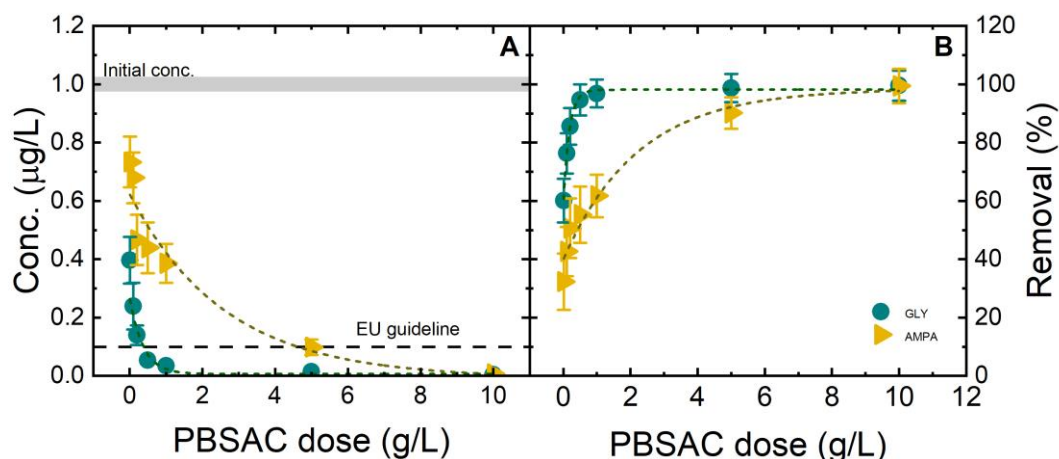 A
B
Initial conc.
EU guideline
GLY
AMPA
1.2
1.0
0.8
0.6
0.4
0.2
0.0
Conc. (µg/L)
0 2 4 6 8 10
PBSAC dose (g/L)
0 2 4 6 8 10 12
PBSAC dose (g/L)
120
100
80
60
40
20
0
Removal (%)